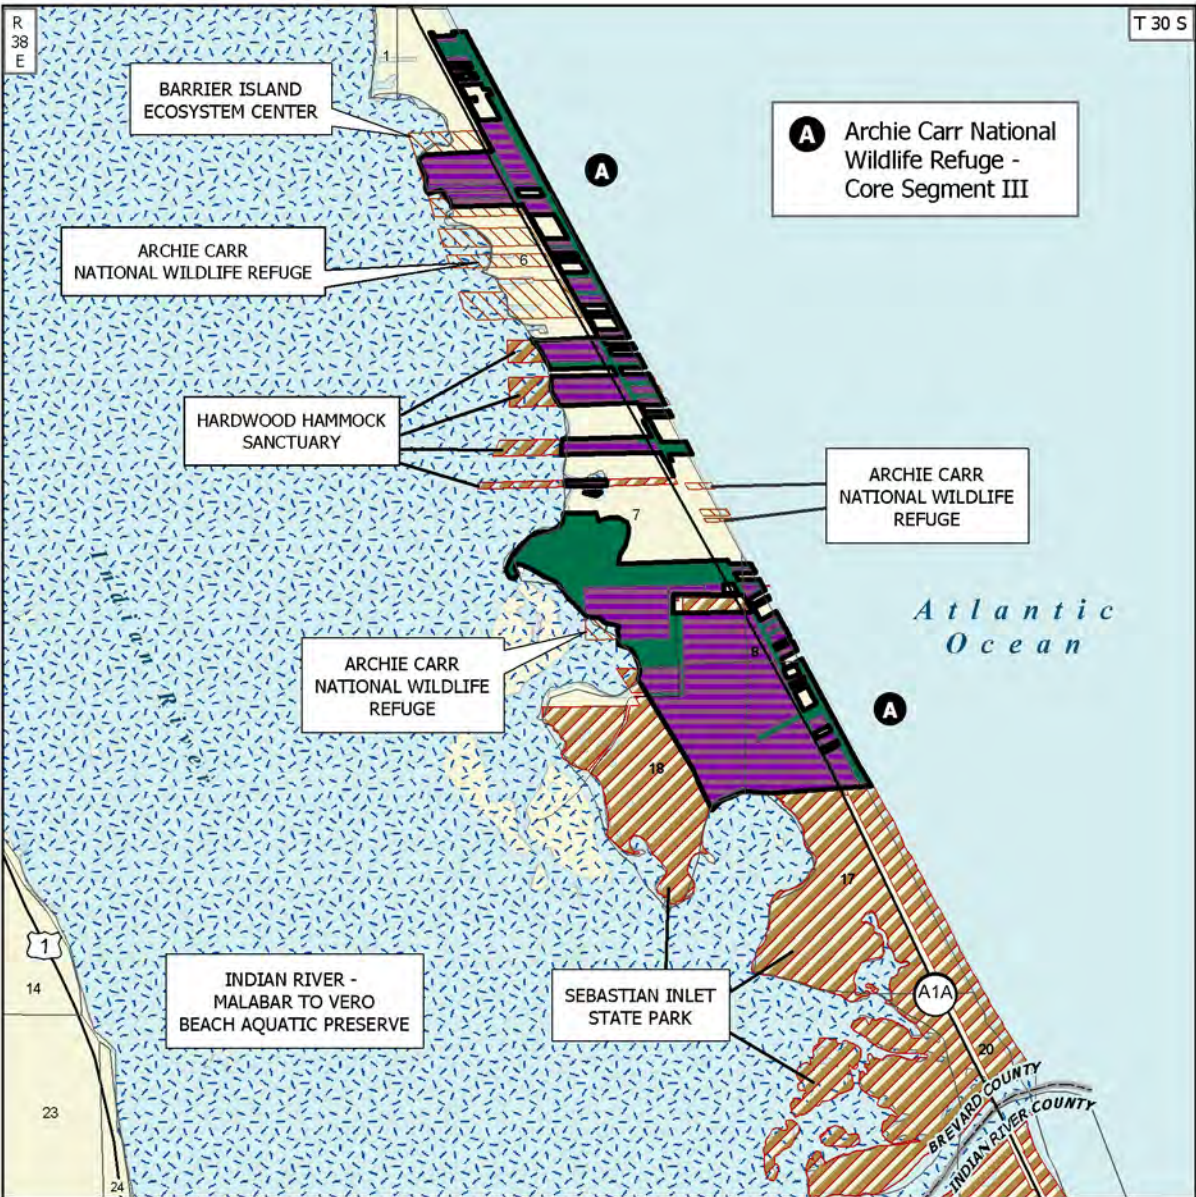 R
38
E
T 30 S
1
BARRIER ISLAND
ECOSYSTEM CENTER
A
Archie Carr National
Wildlife Refuge -
Core Segment III
A
ARCHIE CARR
NATIONAL WILDLIFE REFUGE
6
HARDWOOD HAMMOCK
SANCTUARY
ARCHIE CARR
NATIONAL WILDLIFE
REFUGE
7
Indian River
Atlantic
Ocean
8
ARCHIE CARR
NATIONAL WILDLIFE
REFUGE
A
18
17
1
14
INDIAN RIVER -
MALABAR TO VERO
BEACH AQUATIC PRESERVE
SEBASTIAN INLET
STATE PARK
A1A
20
23
BREVARD COUNTY
INDIAN RIVER COUNTY
24